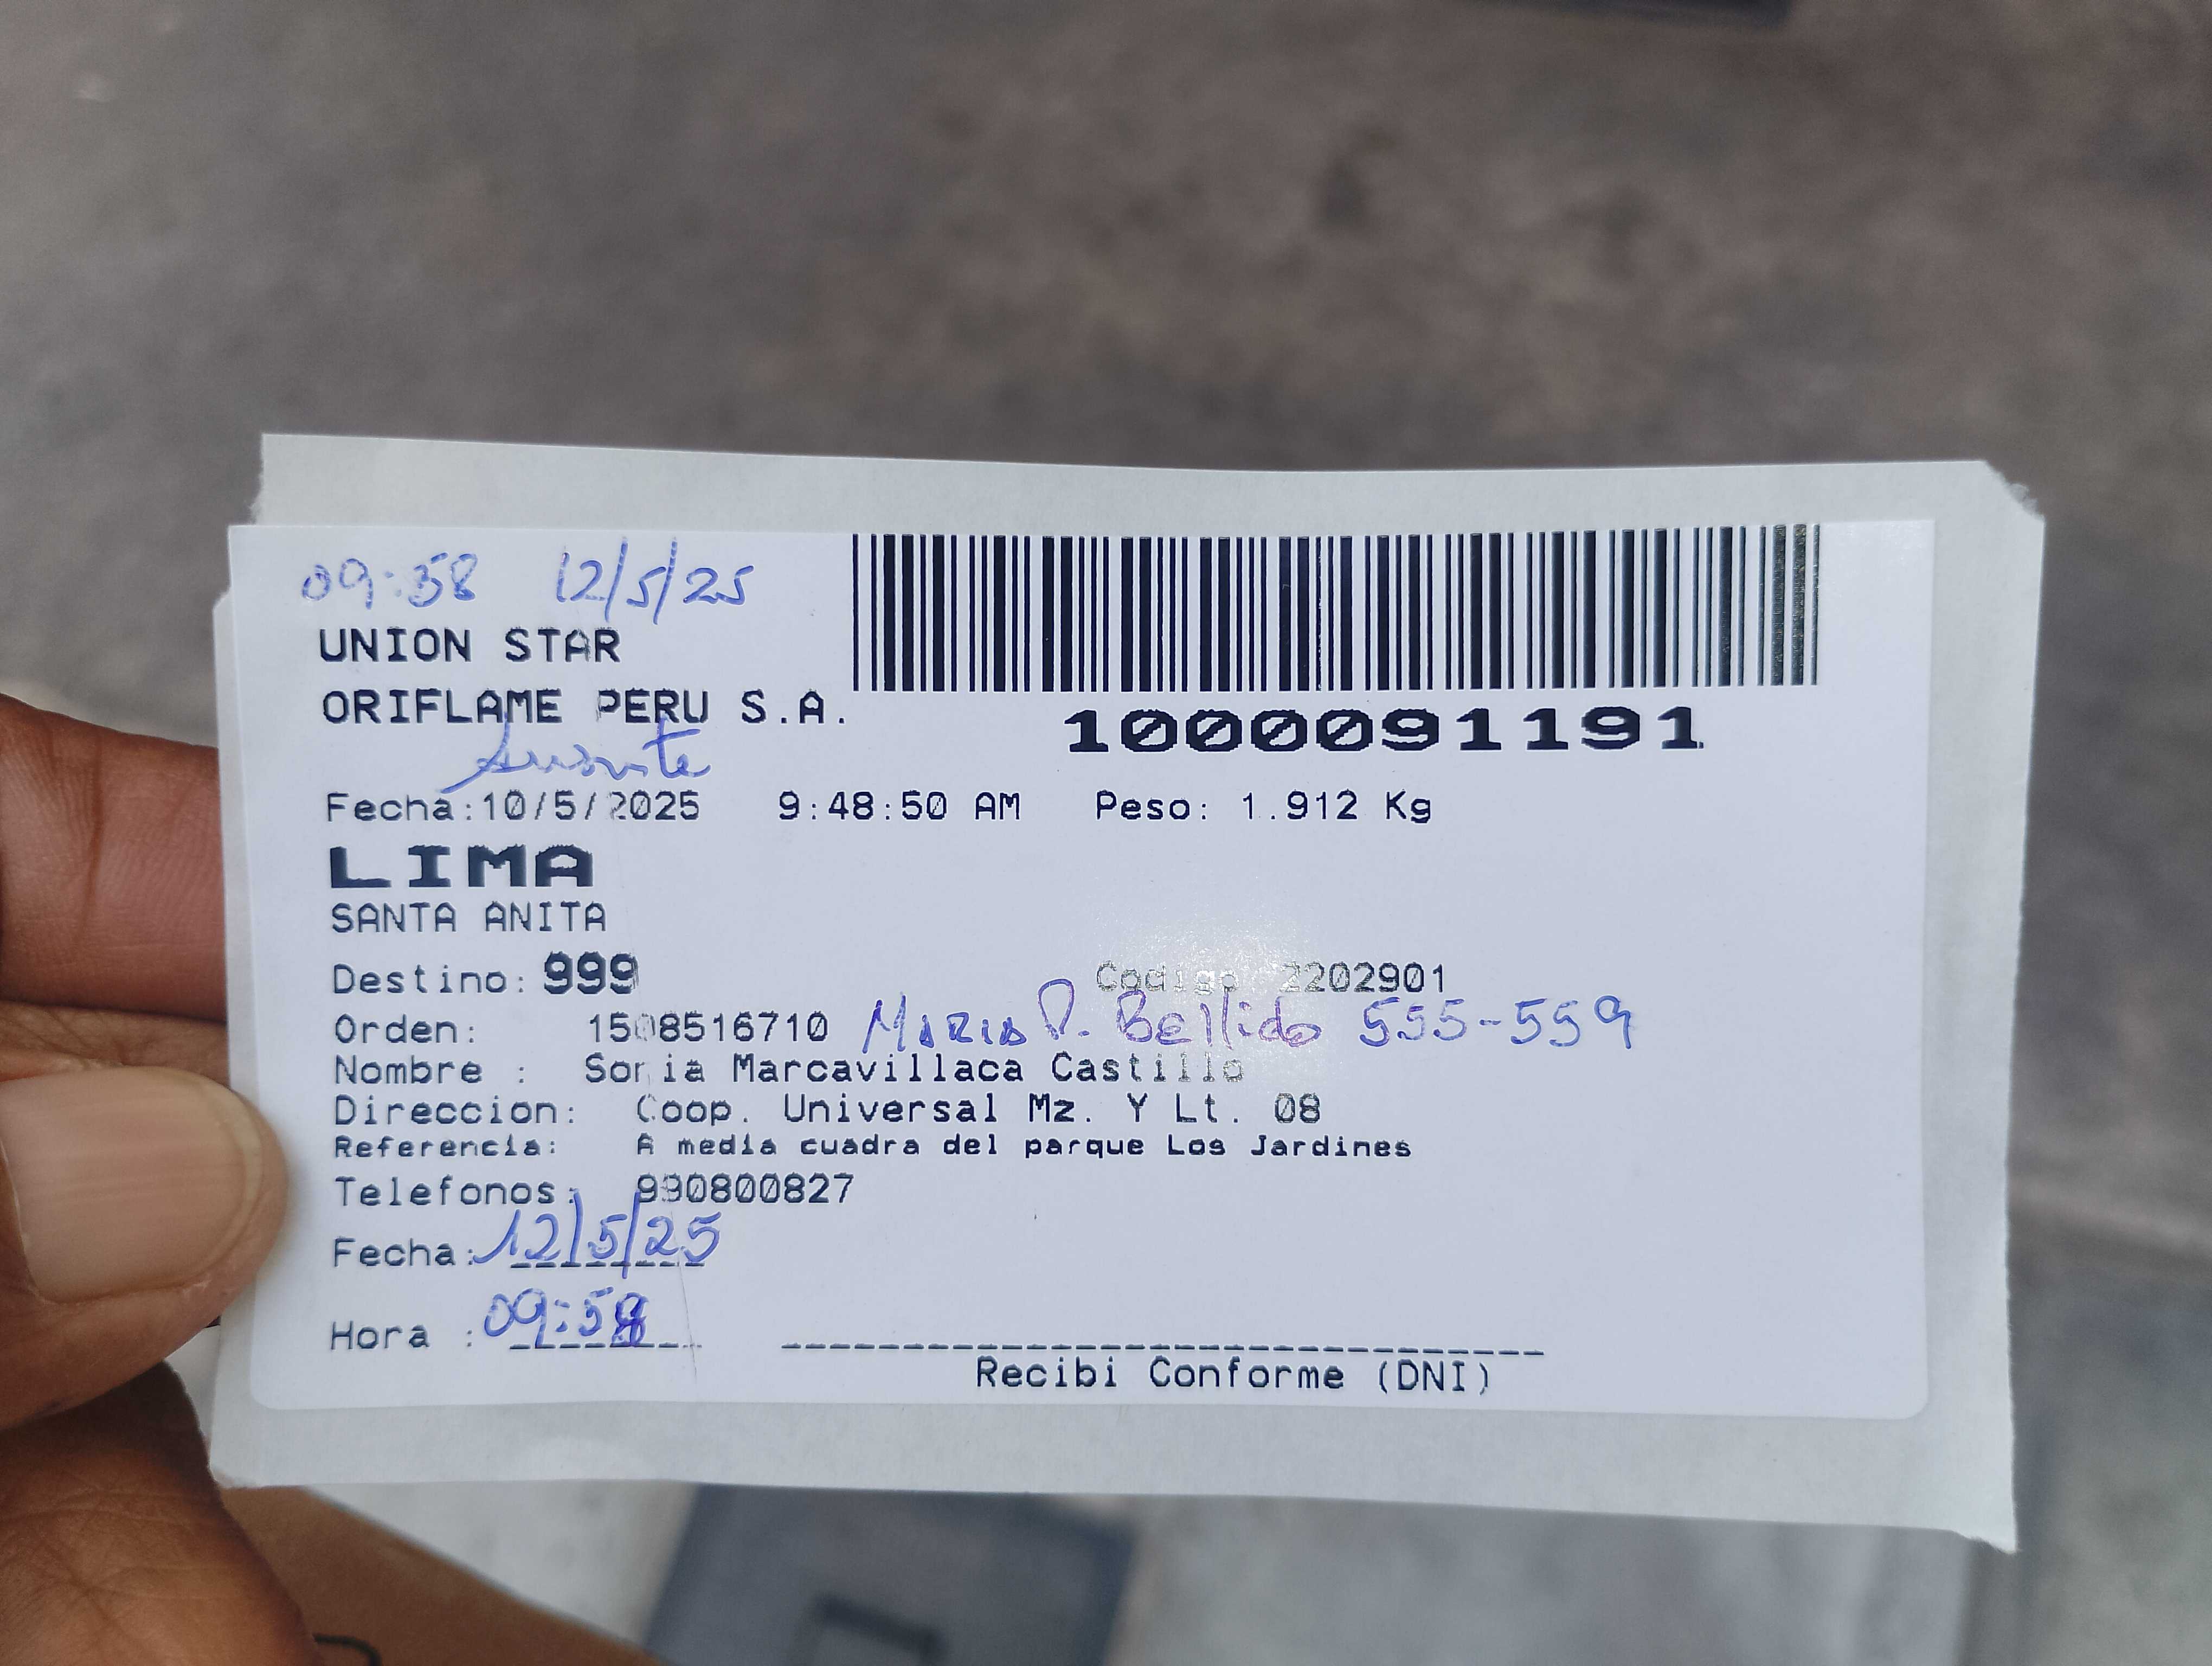 09:58 12/5/25
UNION STAR
ORIFLAME PERU S.A.
1000091191
Ausente
Fecha:10/5/2025 9:48:50 AM Peso: 1.912 Kg
LIMA
SANTA ANITA
Destino: 999 Codigo 2202901
Orden: 1508516710 MARIA P. Bellido 555-559
Nombre : Sonia Marcavillaca Castillo
Direccion: Coop. Universal Mz. Y Lt. 08
Referencia: A media cuadra del parque Los Jardines
Telefonos: 990800827
Fecha: 12/5/25
Hora : 09:58
Recibi Conforme (DNI)